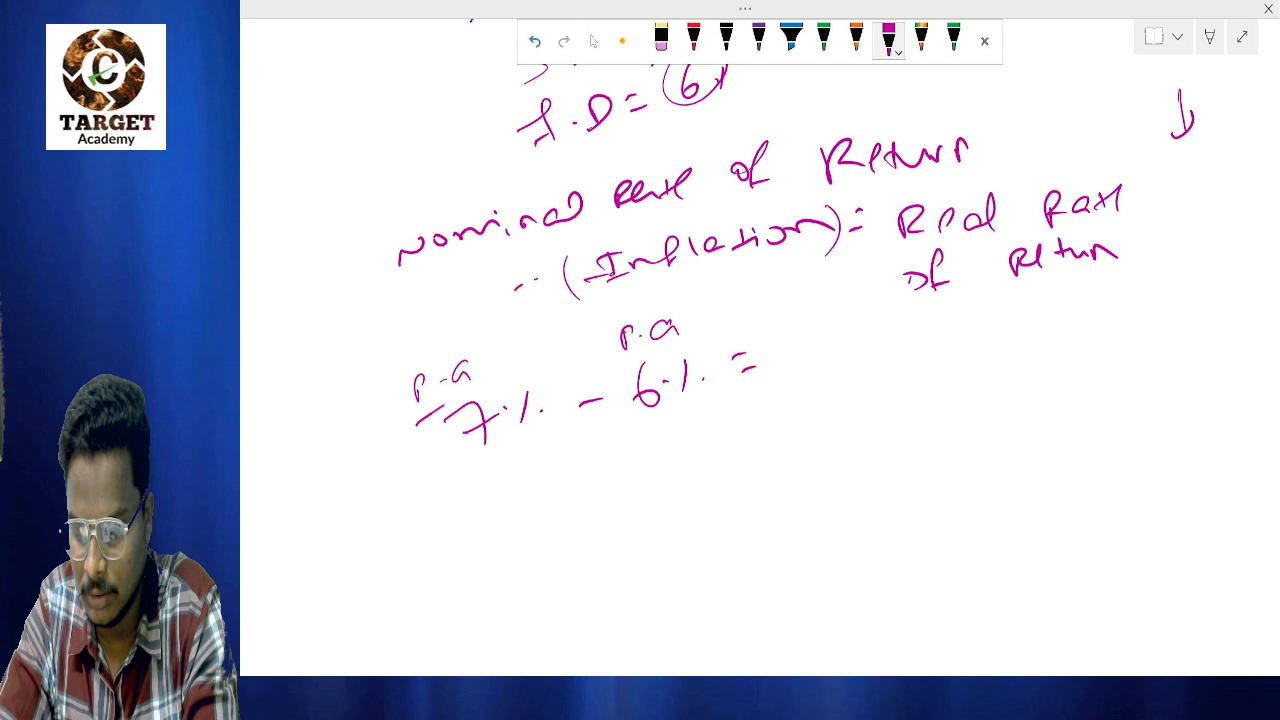 TARGET
Academy
F.D = 6%
Nominal Rate of Return
- (Inflation) = Real Rate
of Return
p.a p.a
7% - 6% =